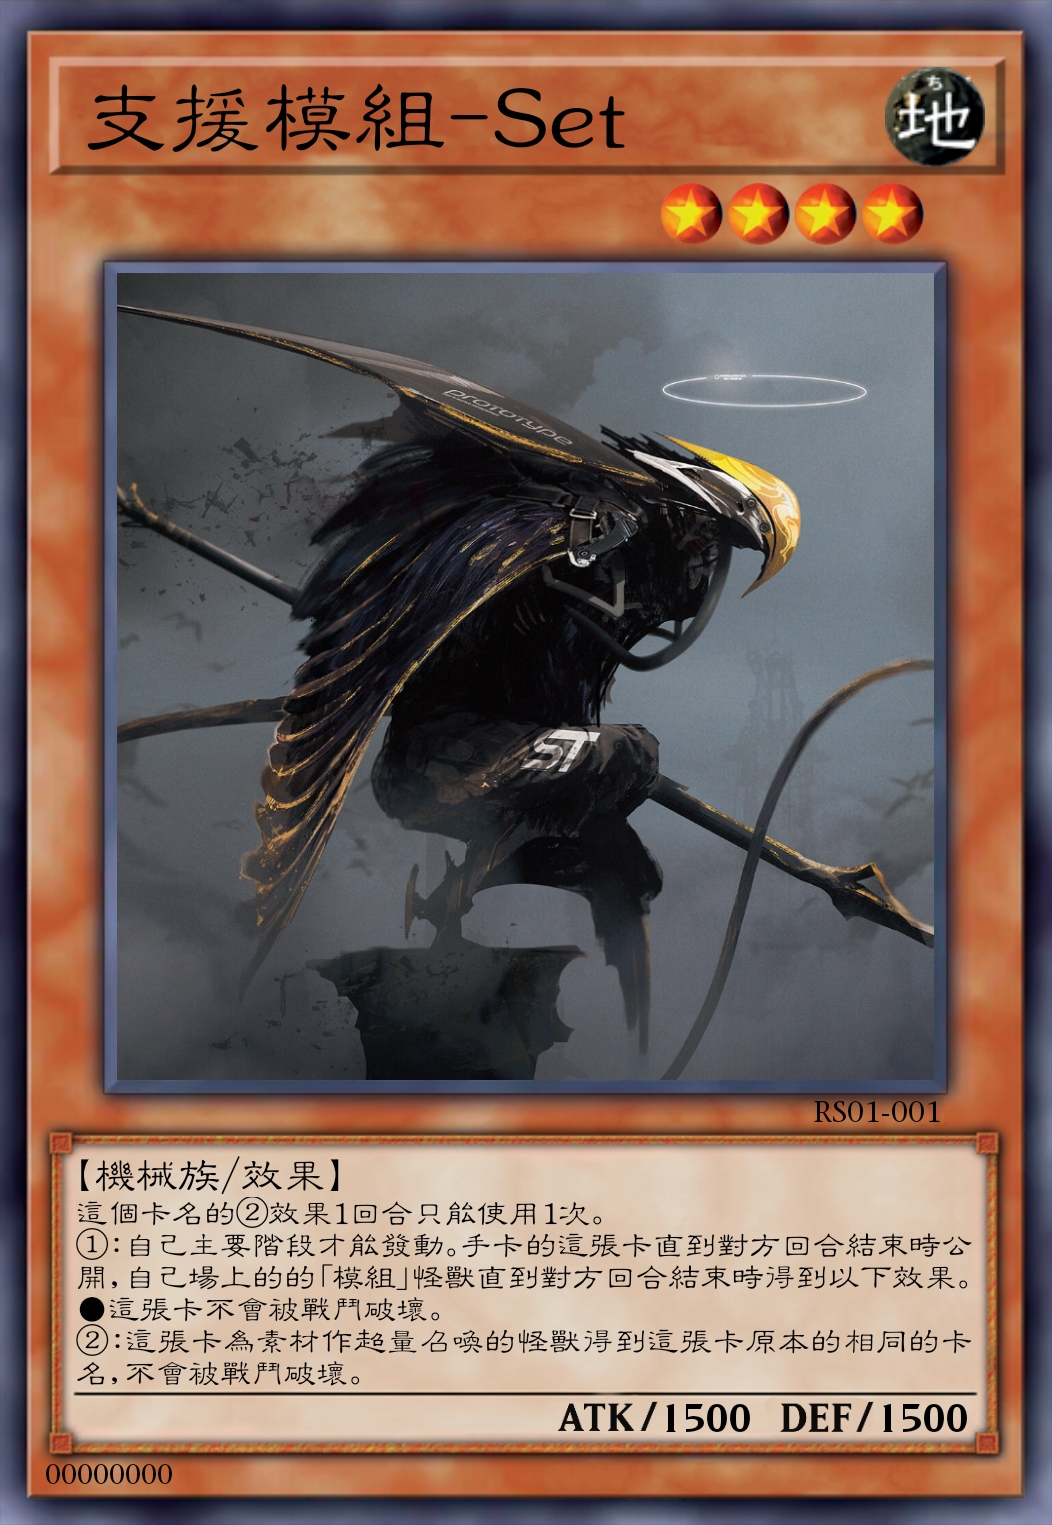 支援模組-Set
ち
地
prototype
ST
RS01-001
【機械族/效果】
這個卡名的②效果1回合只能使用1次。
①:自己主要階段才能發動。手卡的這張卡直到對方回合結束時公
開,自己場上的的「模組」怪獸直到對方回合結束時得到以下效果。
●這張卡不會被戰鬥破壞。
②:這張卡為素材作超量召喚的怪獸得到這張卡原本的相同的卡
名,不會被戰鬥破壞。
ATK/1500 DEF/1500
00000000